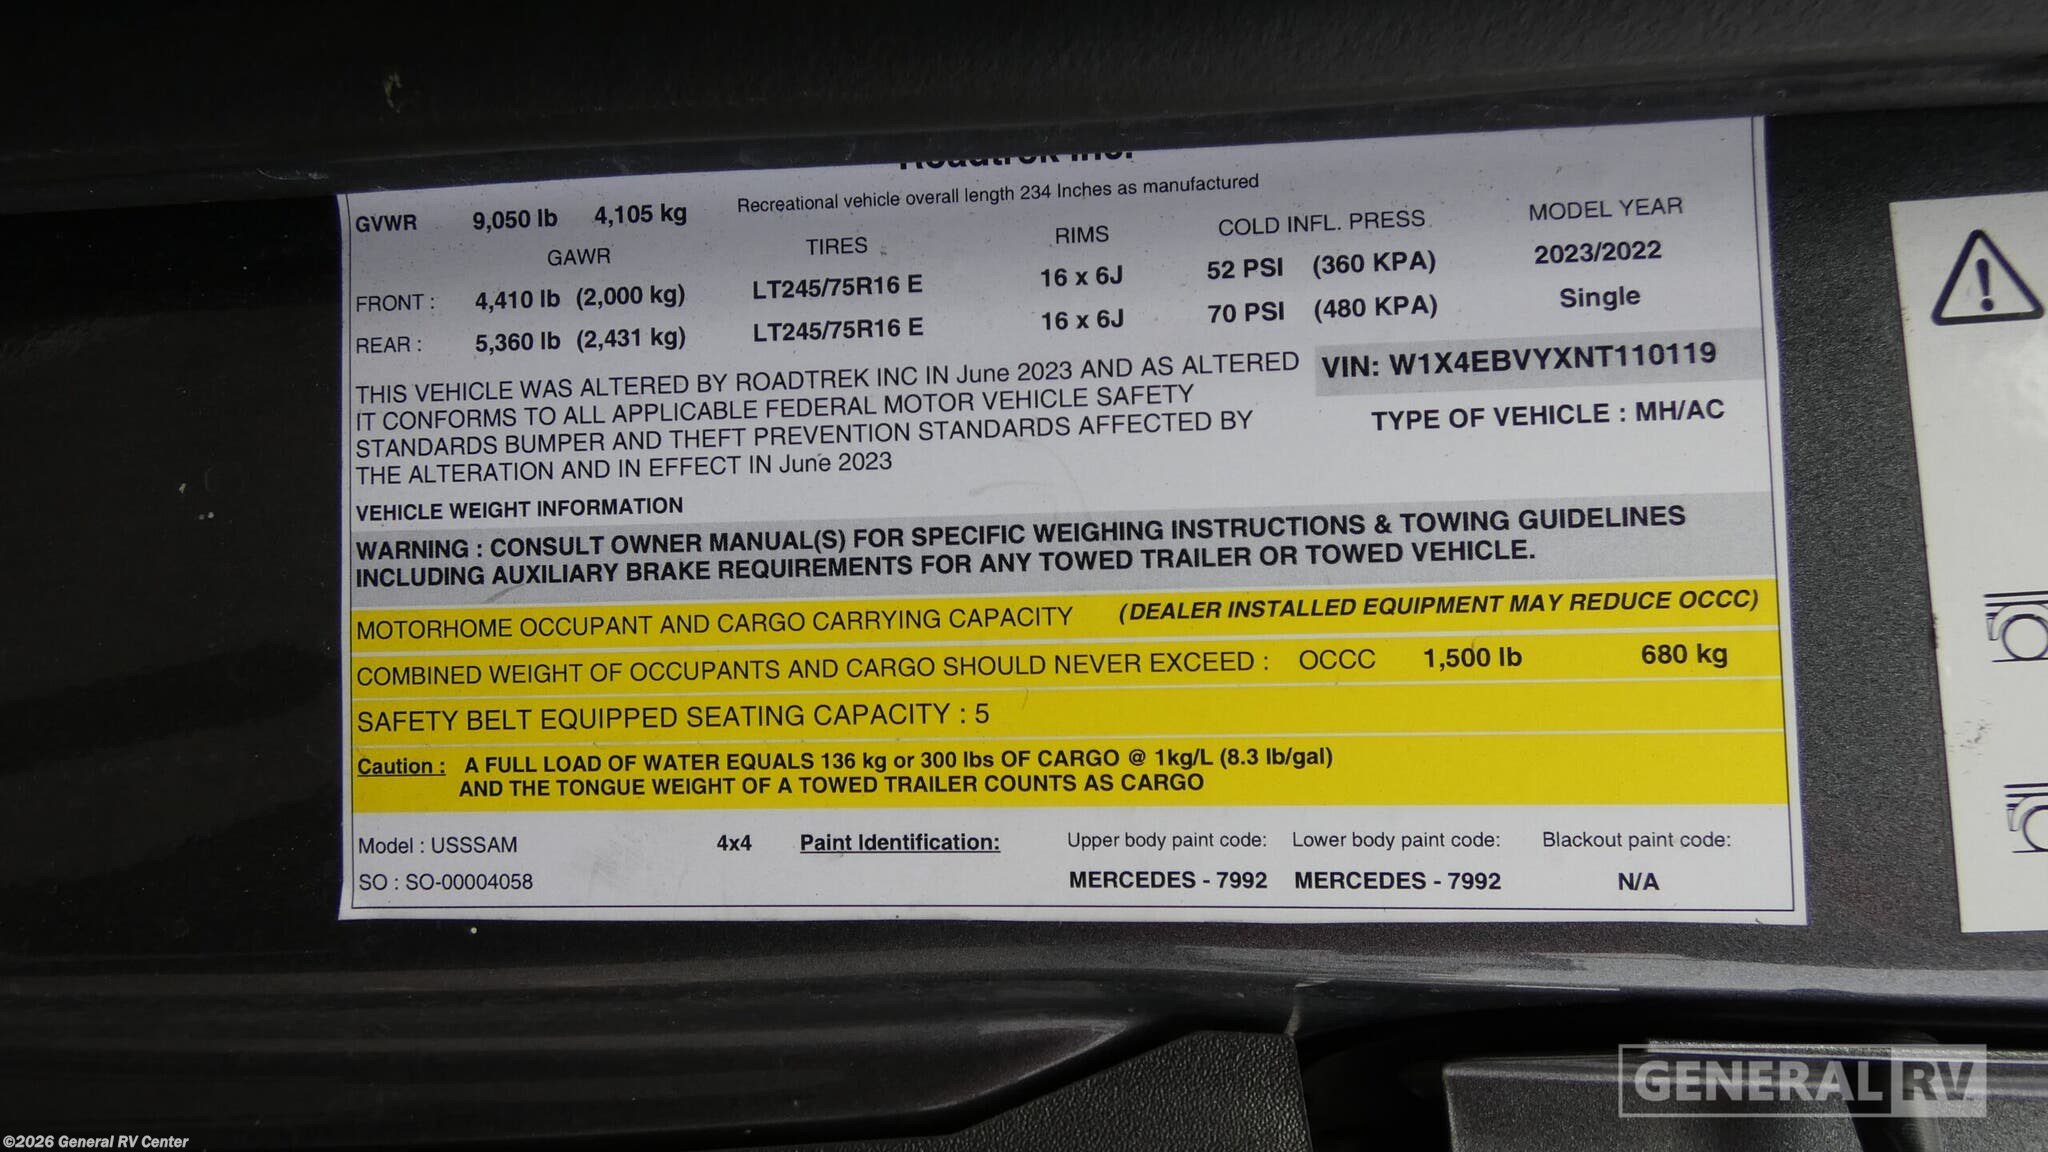 Roadtrek Inc.
Recreational vehicle overall length 234 Inches as manufactured
GVWR 9,050 lb 4,105 kg
GAWR TIRES RIMS COLD INFL. PRESS. MODEL YEAR
FRONT : 4,410 lb (2,000 kg) LT245/75R16 E 16 x 6J 52 PSI (360 KPA) 2023/2022
REAR : 5,360 lb (2,431 kg) LT245/75R16 E 16 x 6J 70 PSI (480 KPA) Single
THIS VEHICLE WAS ALTERED BY ROADTREK INC IN June 2023 AND AS ALTERED
IT CONFORMS TO ALL APPLICABLE FEDERAL MOTOR VEHICLE SAFETY
STANDARDS BUMPER AND THEFT PREVENTION STANDARDS AFFECTED BY
THE ALTERATION AND IN EFFECT IN June 2023
VIN: W1X4EBVYXNT110119
TYPE OF VEHICLE : MH/AC
VEHICLE WEIGHT INFORMATION
WARNING : CONSULT OWNER MANUAL(S) FOR SPECIFIC WEIGHING INSTRUCTIONS & TOWING GUIDELINES
INCLUDING AUXILIARY BRAKE REQUIREMENTS FOR ANY TOWED TRAILER OR TOWED VEHICLE.
MOTORHOME OCCUPANT AND CARGO CARRYING CAPACITY (DEALER INSTALLED EQUIPMENT MAY REDUCE OCCC)
COMBINED WEIGHT OF OCCUPANTS AND CARGO SHOULD NEVER EXCEED : OCCC 1,500 lb 680 kg
SAFETY BELT EQUIPPED SEATING CAPACITY : 5
Caution : A FULL LOAD OF WATER EQUALS 136 kg or 300 lbs OF CARGO @ 1kg/L (8.3 lb/gal)
AND THE TONGUE WEIGHT OF A TOWED TRAILER COUNTS AS CARGO
Model : USSSAM 4x4 Paint Identification: Upper body paint code: Lower body paint code: Blackout paint code:
SO : SO-00004058 MERCEDES - 7992 MERCEDES - 7992 N/A
GENERAL RV
©2026 General RV Center